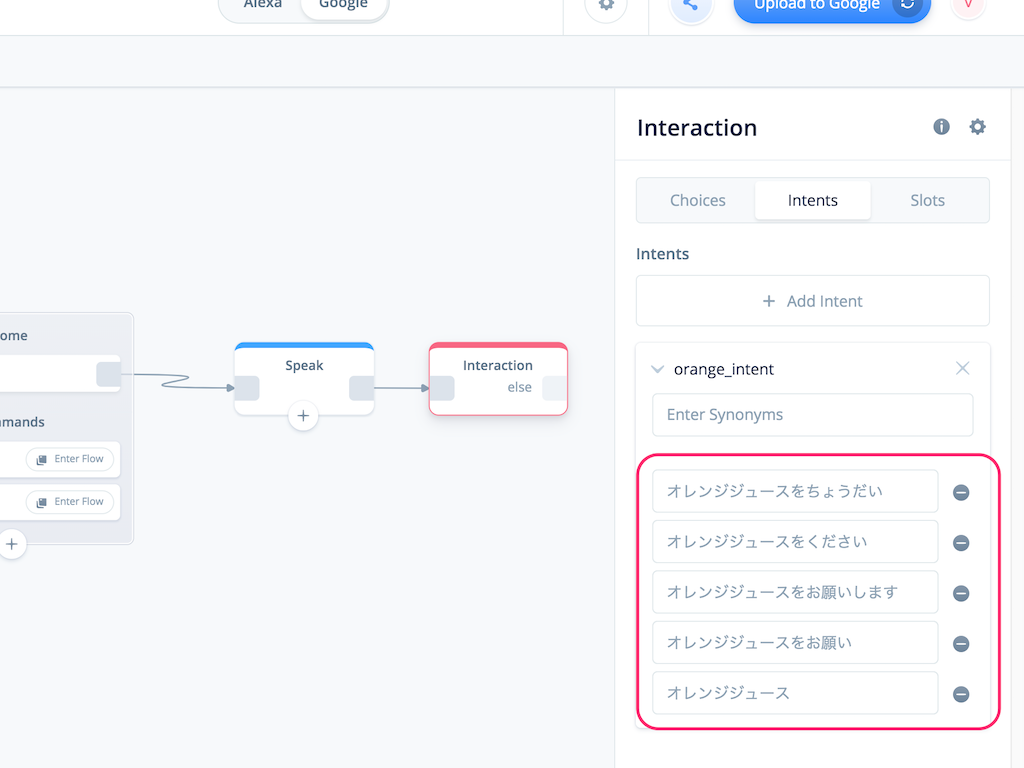 Alexa
Google
Upload to Google
V
Interaction
Choices
Intents
Slots
Intents
+ Add Intent
orange_intent
Enter Synonyms
オレンジジュースをちょうだい
オレンジジュースをください
オレンジジュースをお願いします
オレンジジュースをお願い
オレンジジュース
ome
Speak
Interaction
else
mmands
Enter Flow
Enter Flow